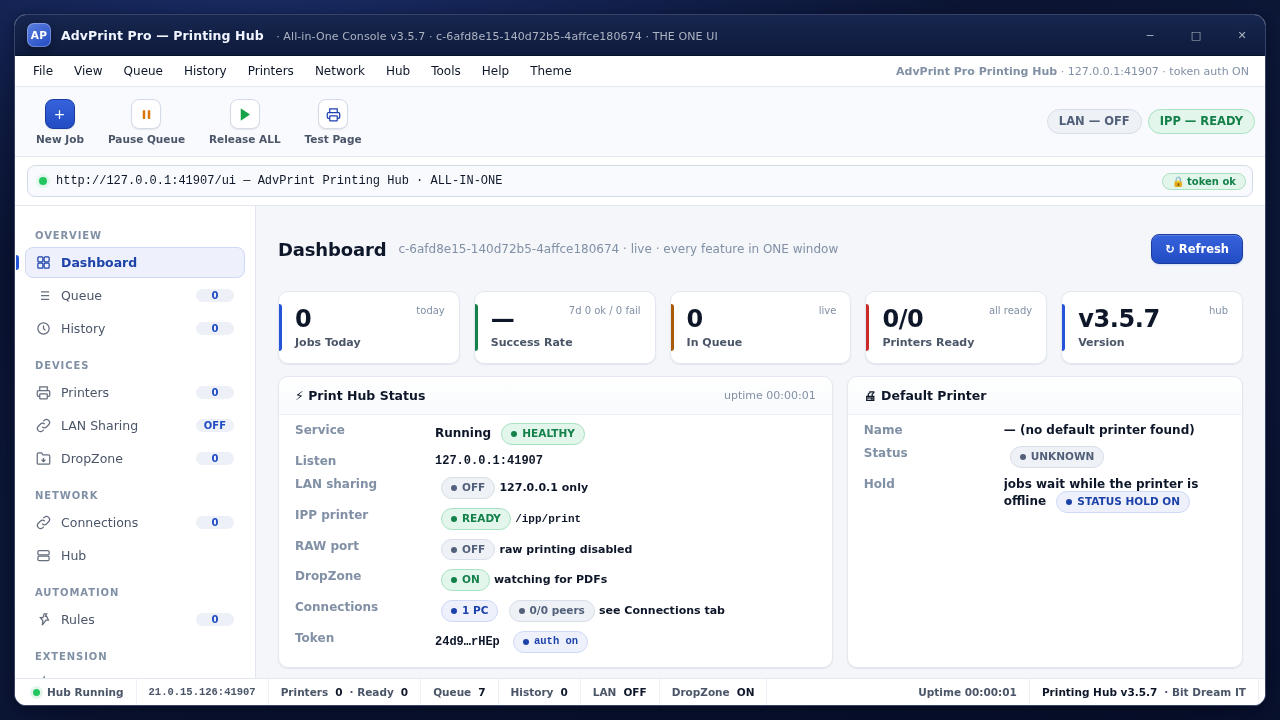 AP AdvPrint Pro — Printing Hub · All-in-One Console v3.5.7 · c-6afd8e15-140d72b5-4affce180674 · THE ONE UI
File View Queue History Printers Network Hub Tools Help Theme AdvPrint Pro Printing Hub · 127.0.0.1:41907 · token auth ON
New Job Pause Queue Release ALL Test Page LAN — OFF IPP — READY
http://127.0.0.1:41907/ui — AdvPrint Printing Hub · ALL-IN-ONE 🔒 token ok
OVERVIEW
Dashboard
Queue 0
History 0
DEVICES
Printers 0
LAN Sharing OFF
DropZone 0
NETWORK
Connections 0
Hub
AUTOMATION
Rules 0
EXTENSION
Dashboard c-6afd8e15-140d72b5-4affce180674 · live · every feature in ONE window ↻ Refresh
0 today
Jobs Today
— 7d 0 ok / 0 fail
Success Rate
0 live
In Queue
0/0 all ready
Printers Ready
v3.5.7 hub
Version
⚡ Print Hub Status uptime 00:00:01
Service Running HEALTHY
Listen 127.0.0.1:41907
LAN sharing OFF 127.0.0.1 only
IPP printer READY /ipp/print
RAW port OFF raw printing disabled
DropZone ON watching for PDFs
Connections 1 PC 0/0 peers see Connections tab
Token 24d9…rHEp auth on
🖨 Default Printer
Name — (no default printer found)
Status UNKNOWN
Hold jobs wait while the printer is
offline STATUS HOLD ON
Hub Running 21.0.15.126:41907 Printers 0 · Ready 0 Queue 7 History 0 LAN OFF DropZone ON Uptime 00:00:01 Printing Hub v3.5.7 · Bit Dream IT